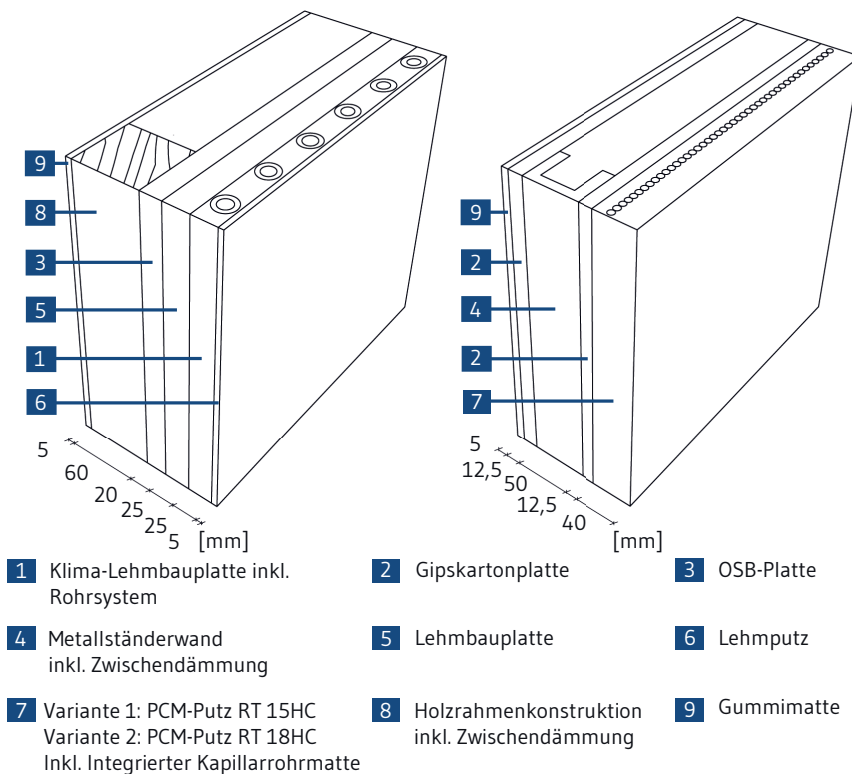 9
8
3
5
1
6
5
60
20
25
25
5 [mm]
9
2
4
2
7
5
12,5
50
12,5
40
[mm]
1 Klima-Lehmbauplatte inkl.
Rohrsystem
2 Gipskartonplatte
3 OSB-Platte
4 Metallständerwand
inkl. Zwischendämmung
5 Lehmbauplatte
6 Lehmputz
7 Variante 1: PCM-Putz RT 15HC
Variante 2: PCM-Putz RT 18HC
Inkl. Integrierter Kapillarrohrmatte
8 Holzrahmenkonstruktion
inkl. Zwischendämmung
9 Gummimatte